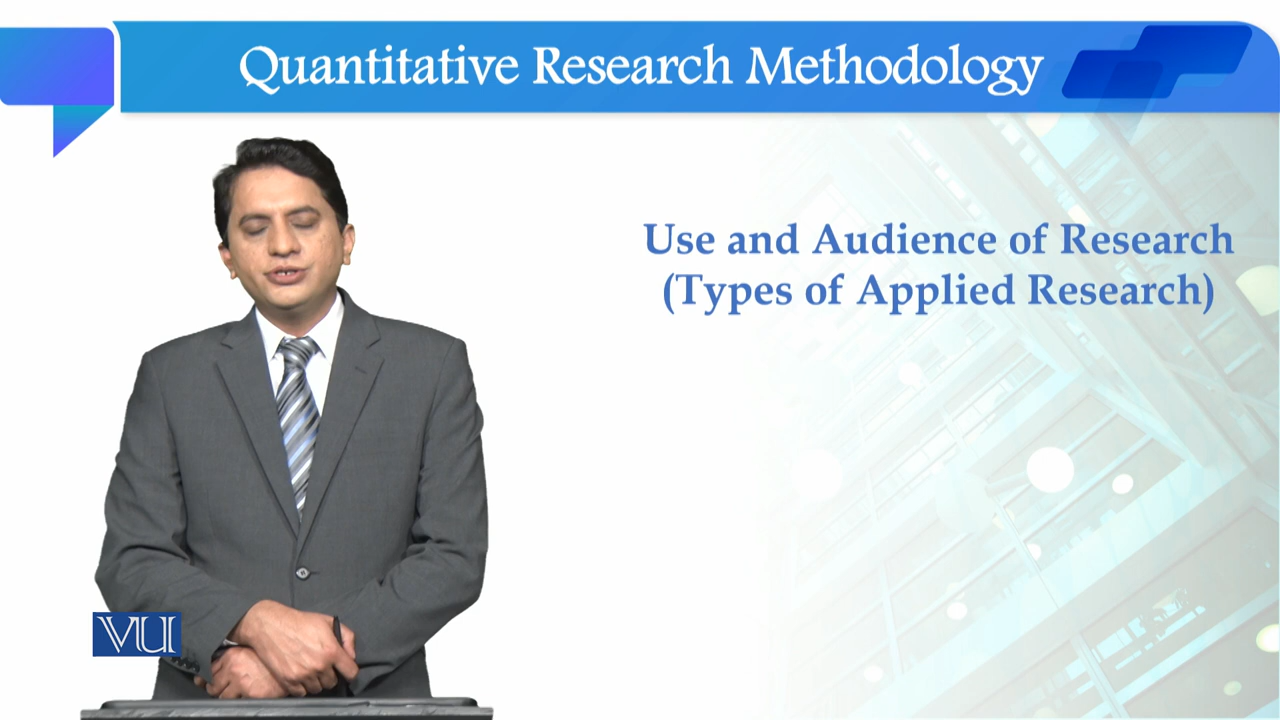 Quantitative Research Methodology
Use and Audience of Research
(Types of Applied Research)
VU